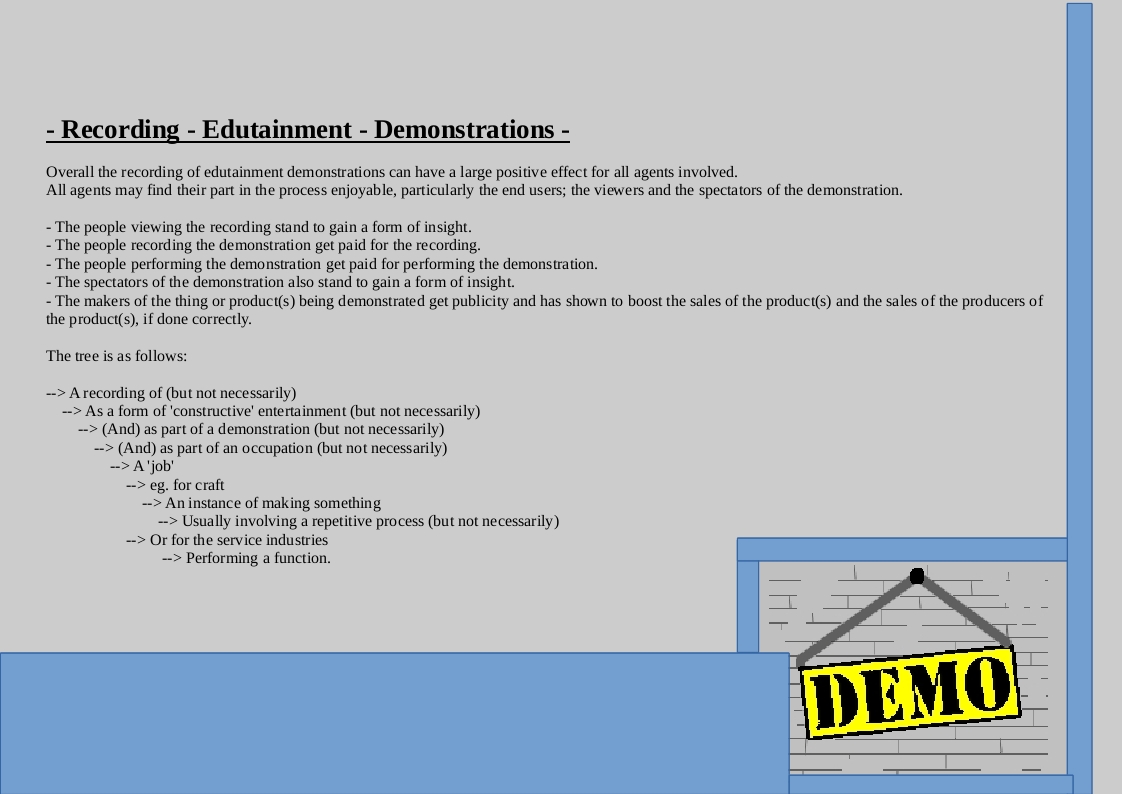 - Recording - Edutainment - Demonstrations -
Overall the recording of edutainment demonstrations can have a large positive effect for all agents involved.
All agents may find their part in the process enjoyable, particularly the end users; the viewers and the spectators of the demonstration.
- The people viewing the recording stand to gain a form of insight.
- The people recording the demonstration get paid for the recording.
- The people performing the demonstration get paid for performing the demonstration.
- The spectators of the demonstration also stand to gain a form of insight.
- The makers of the thing or product(s) being demonstrated get publicity and has shown to boost the sales of the product(s) and the sales of the producers of
the product(s), if done correctly.
The tree is as follows:
--> A recording of (but not necessarily)
--> As a form of 'constructive' entertainment (but not necessarily)
--> (And) as part of a demonstration (but not necessarily)
--> (And) as part of an occupation (but not necessarily)
--> A 'job'
--> eg. for craft
--> An instance of making something
--> Usually involving a repetitive process (but not necessarily)
--> Or for the service industries
--> Performing a function.
DEMO